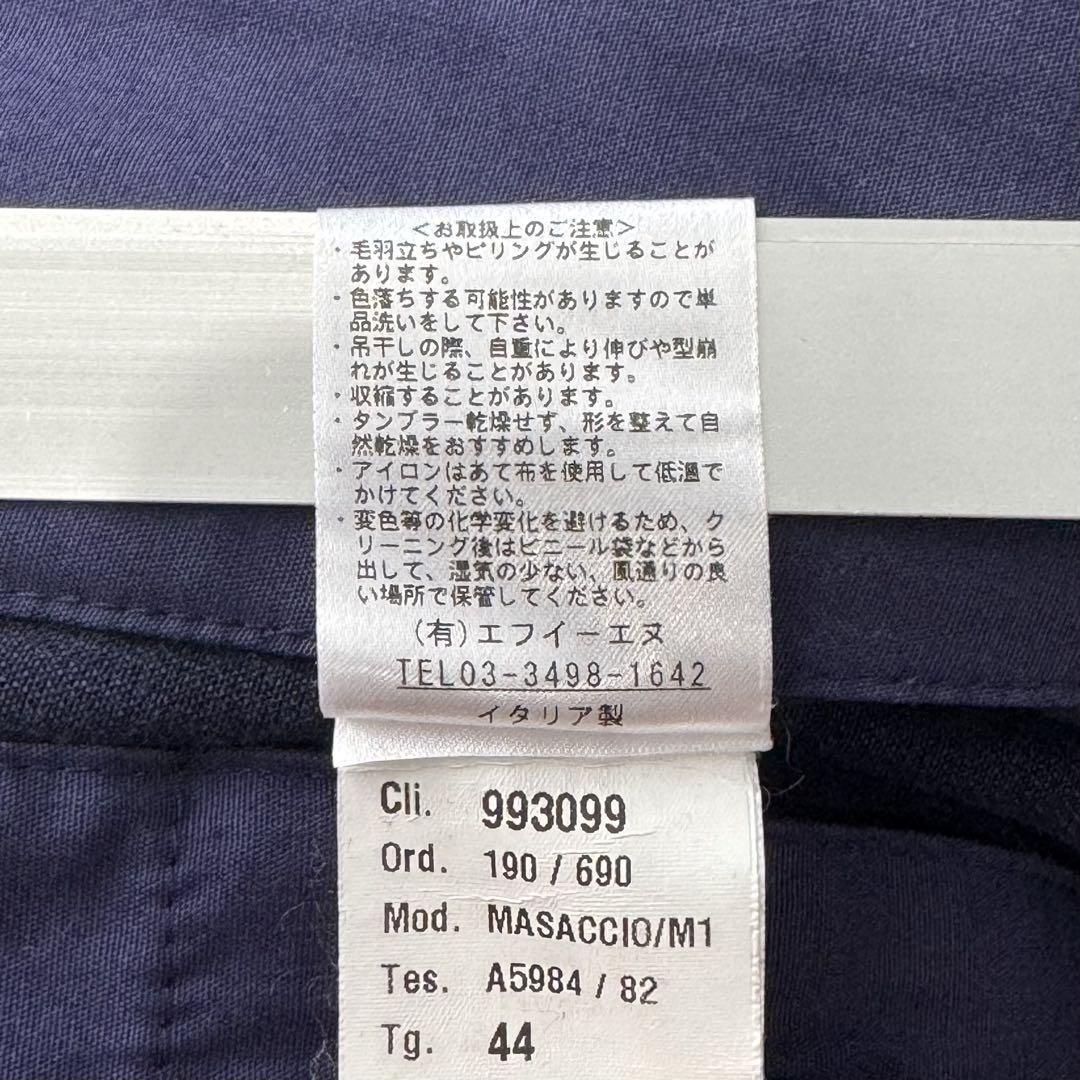 ＜お取扱上のご注意＞
・毛羽立ちやピリングが生じることが
あります。
・色落ちする可能性がありますので単
品洗いをして下さい。
・吊干しの際、自重により伸びや型崩
れが生じることがあります。
・収縮することがあります。
・タンブラー乾燥せず、形を整えて自
然乾燥をおすすめします。
・アイロンはあて布を使用して低温で
かけてください。
・変色等の化学変化を避けるため、ク
リーニング後はビニール袋などから
出して、湿気の少ない、風通りの良
い場所で保管してください。
(有)エフイーエヌ
TEL03-3498-1642
イタリア製
Cli. 993099
Ord. 190 / 690
Mod. MASACCIO/M1
Tes. A5984 / 82
Tg. 44